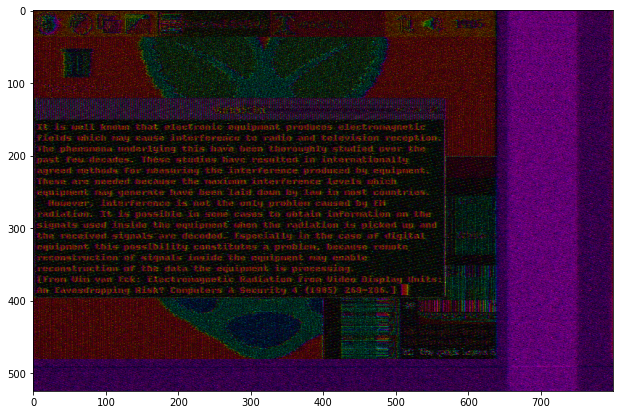 It is well known that electronic equipment produces electromagnetic
fields which may cause interference to radio and television reception.
The phenomena underlying this have been thoroughly studied over the
past few decades. These studies have resulted in internationally
agreed methods for measuring the interference produced by equipment.
These are needed because the maximum interference levels which
equipment may generate have been laid down by law in most countries.
However, interference is not the only problem caused by EM
radiation. It is possible in some cases to obtain information on the
signals used inside the equipment when the radiation is picked up and
the received signals are decoded. Especially in the case of digital
equipment this possibility constitutes a problem, because remote
reconstruction of signals inside the equipment may enable
reconstruction of the data the equipment is processing.
[From Wim van Eck: Electromagnetic Radiation from Video Display Units:
An Eavesdropping Risk? Computers & Security 4 (1985) 269-286.]
0
100
200
300
400
500
0 100 200 300 400 500 600 700